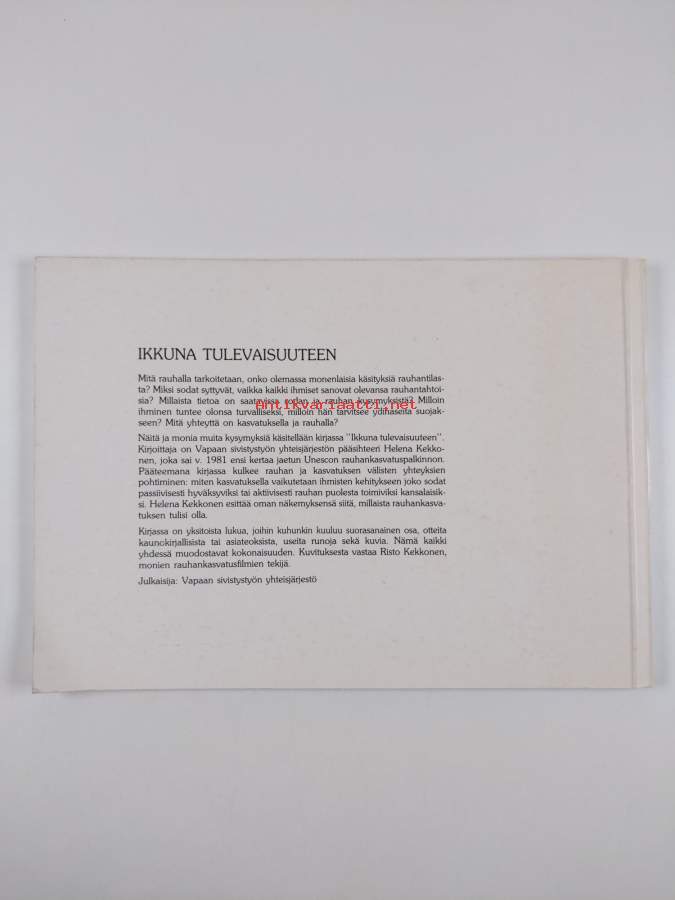 IKKUNA TULEVAISUUTEEN
Mitä rauhalla tarkoitetaan, onko olemassa monenlaisia käsityksiä rauhantilas-
ta? Miksi sodat syttyvät, vaikka kaikki ihmiset sanovat olevansa rauhantahtoi-
sia? Millaista tietoa on saatavissa sodan ja rauhan kysymyksistä? Milloin
antikvariaatti.net
ihminen tuntee olonsa turvalliseksi, milloin hän tarvitsee ydinaseita suojak-
seen? Mitä yhteyttä on kasvatuksella ja rauhalla?
Näitä ja monia muita kysymyksiä käsitellään kirjassa "Ikkuna tulevaisuuteen".
Kirjoittaja on Vapaan sivistystyön yhteisjärjestön pääsihteeri Helena Kekko-
nen, joka sai v. 1981 ensi kertaa jaetun Unescon rauhankasvatuspalkinnon.
Pääteemana kirjassa kulkee rauhan ja kasvatuksen välisten yhteyksien
pohtiminen: miten kasvatuksella vaikutetaan ihmisten kehitykseen joko sodat
passiivisesti hyväksyviksi tai aktiivisesti rauhan puolesta toimiviksi kansalaisik-
si. Helena Kekkonen esittää oman näkemyksensä siitä, millaista rauhankasva-
tuksen tulisi olla.
Kirjassa on yksitoista lukua, joihin kuhunkin kuuluu suorasanainen osa, otteita
kaunokirjallisista tai asiateoksista, useita runoja sekä kuvia. Nämä kaikki
yhdessä muodostavat kokonaisuuden. Kuvituksesta vastaa Risto Kekkonen,
monien rauhankasvatusfilmien tekijä.
Julkaisija: Vapaan sivistystyön yhteisjärjestö